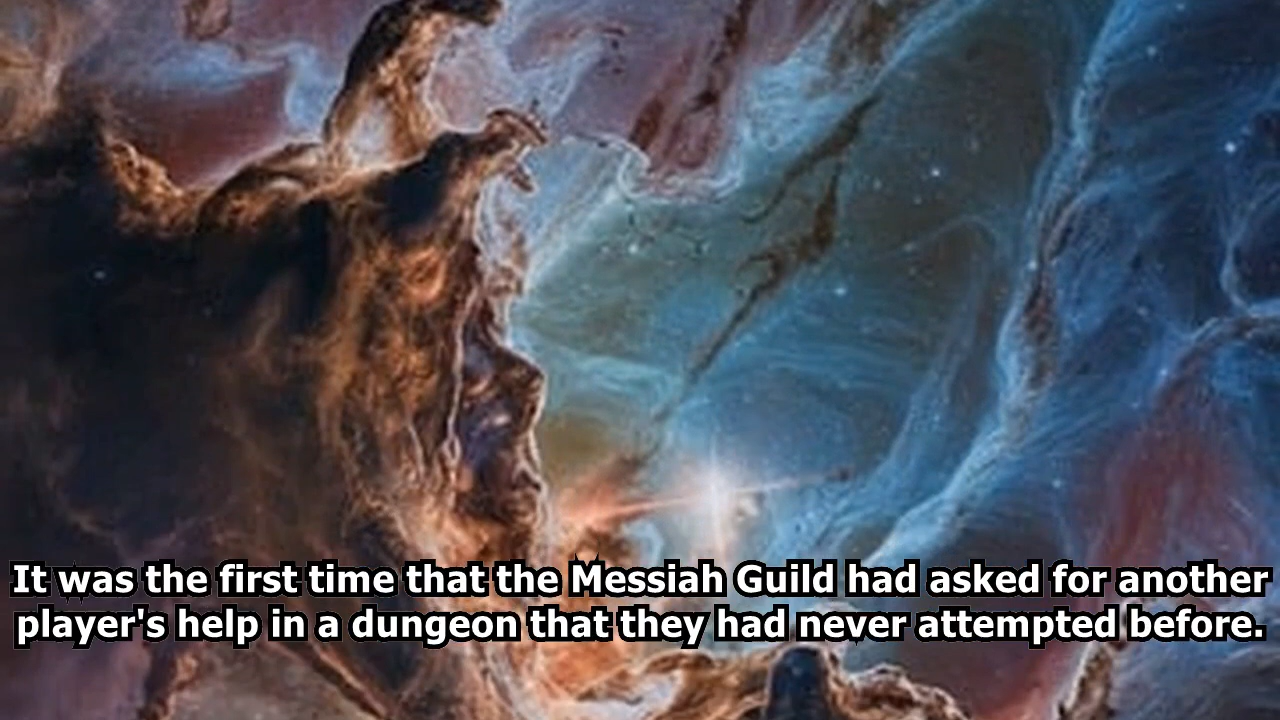 It was the first time that the Messiah Guild had asked for another
player's help in a dungeon that they had never attempted before.